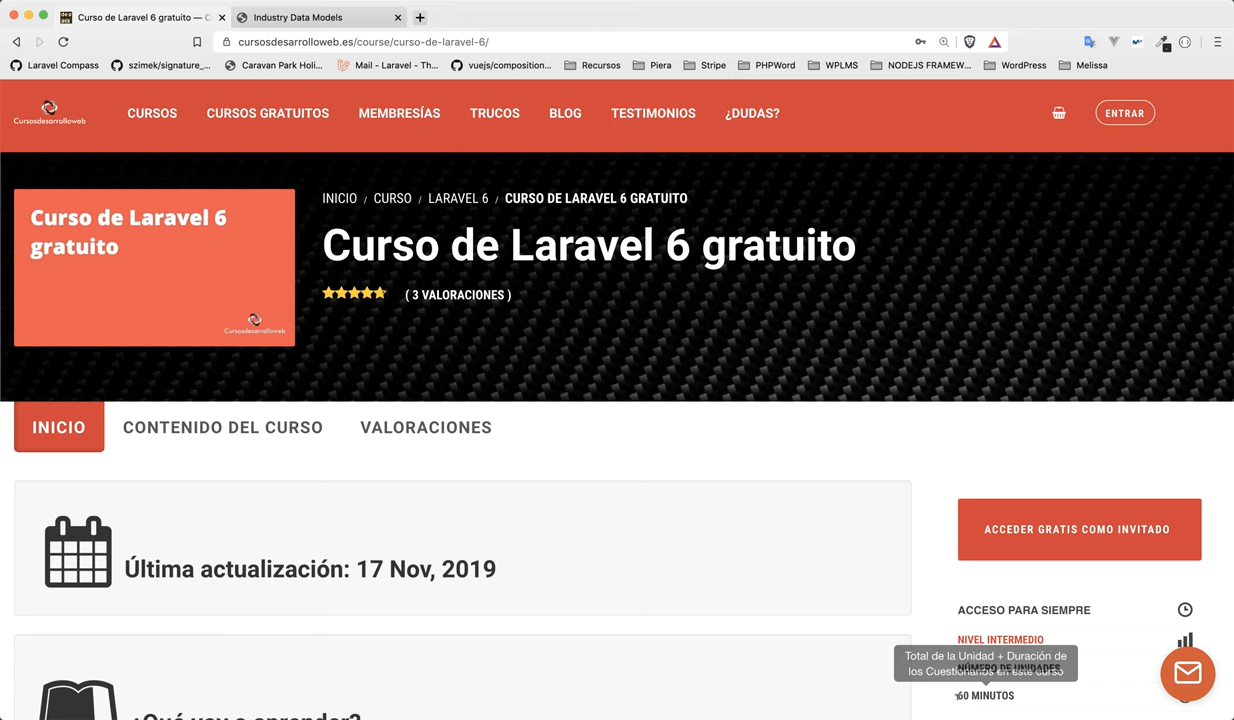 Curso de Laravel 6 gratuito — C
Industry Data Models
cursosdesarrolloweb.es/course/curso-de-laravel-6/
Laravel Compass
szimek/signature_...
Caravan Park Holi...
Mail - Laravel - Th...
vuejs/composition...
Recursos
Piera
Stripe
PHPWord
WPLMS
NODEJS FRAMEW...
WordPress
Melissa
Cursosdesarrolloweb
CURSOS
CURSOS GRATUITOS
MEMBRESÍAS
TRUCOS
BLOG
TESTIMONIOS
¿DUDAS?
ENTRAR
Curso de Laravel 6
gratuito
Cursosdesarrolloweb
INICIO / CURSO / LARAVEL 6 / CURSO DE LARAVEL 6 GRATUITO
Curso de Laravel 6 gratuito
( 3 VALORACIONES )
INICIO
CONTENIDO DEL CURSO
VALORACIONES
Última actualización: 17 Nov, 2019
¿Qué voy a aprender?
ACCEDER GRATIS COMO INVITADO
ACCESO PARA SIEMPRE
NIVEL INTERMEDIO
Total de la Unidad + Duración de
los Cuestionarios en este curso
NÚMERO DE UNIDADES
60 MINUTOS